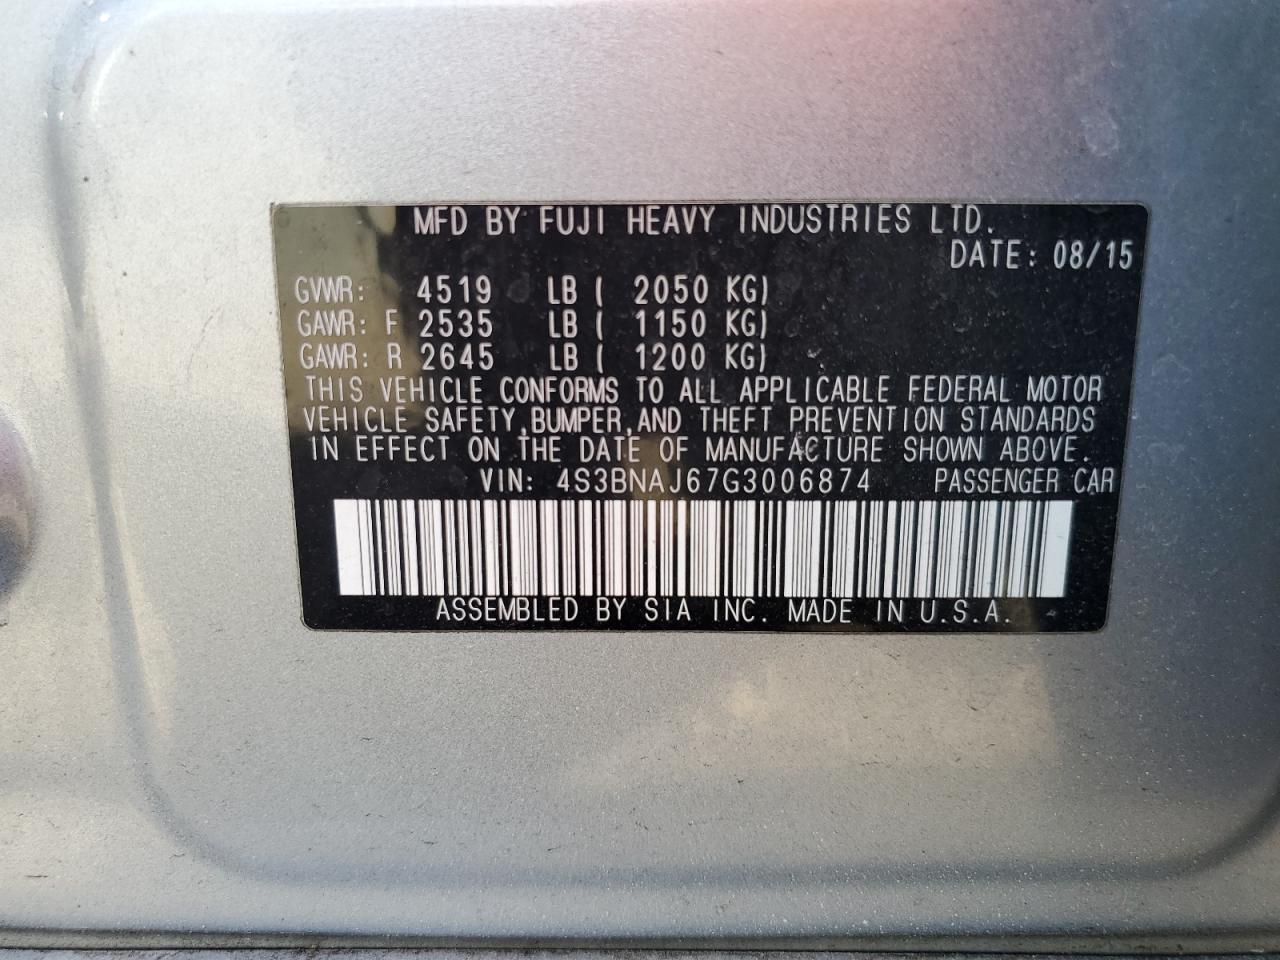 MFD BY FUJI HEAVY INDUSTRIES LTD.
DATE: 08/15
GVWR: 4519 LB ( 2050 KG)
GAWR: F 2535 LB ( 1150 KG)
GAWR: R 2645 LB ( 1200 KG)
THIS VEHICLE CONFORMS TO ALL APPLICABLE FEDERAL MOTOR
VEHICLE SAFETY,BUMPER,AND THEFT PREVENTION STANDARDS
IN EFFECT ON THE DATE OF MANUFACTURE SHOWN ABOVE.
VIN: 4S3BNAJ67G3006874 PASSENGER CAR
ASSEMBLED BY SIA INC. MADE IN U.S.A.